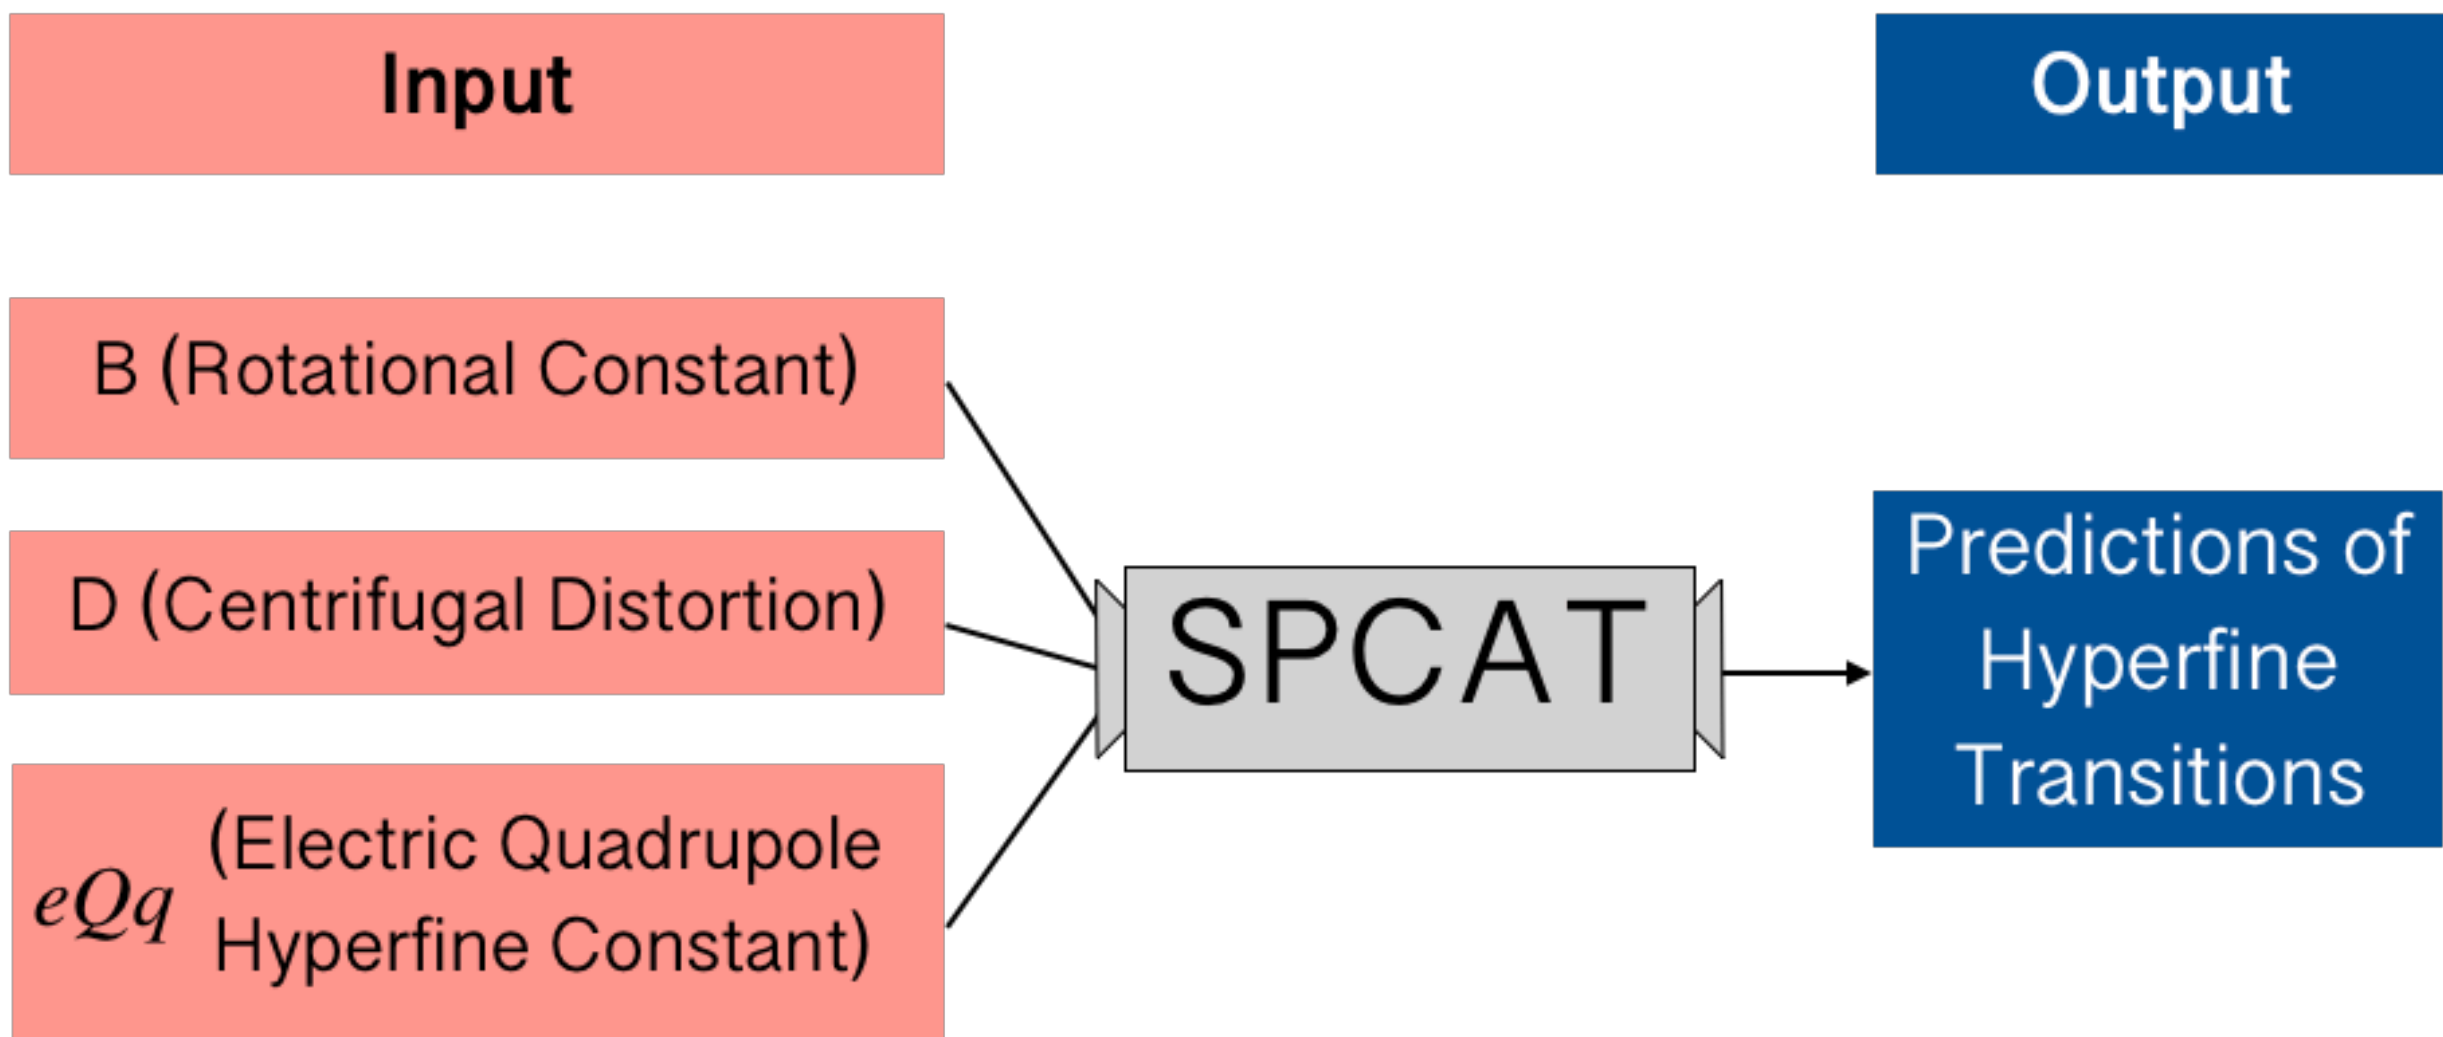 Input
Output
B (Rotational Constant)
D (Centrifugal Distortion)
eQq (Electric Quadrupole
Hyperfine Constant)
SPCAT
Predictions of
Hyperfine
Transitions